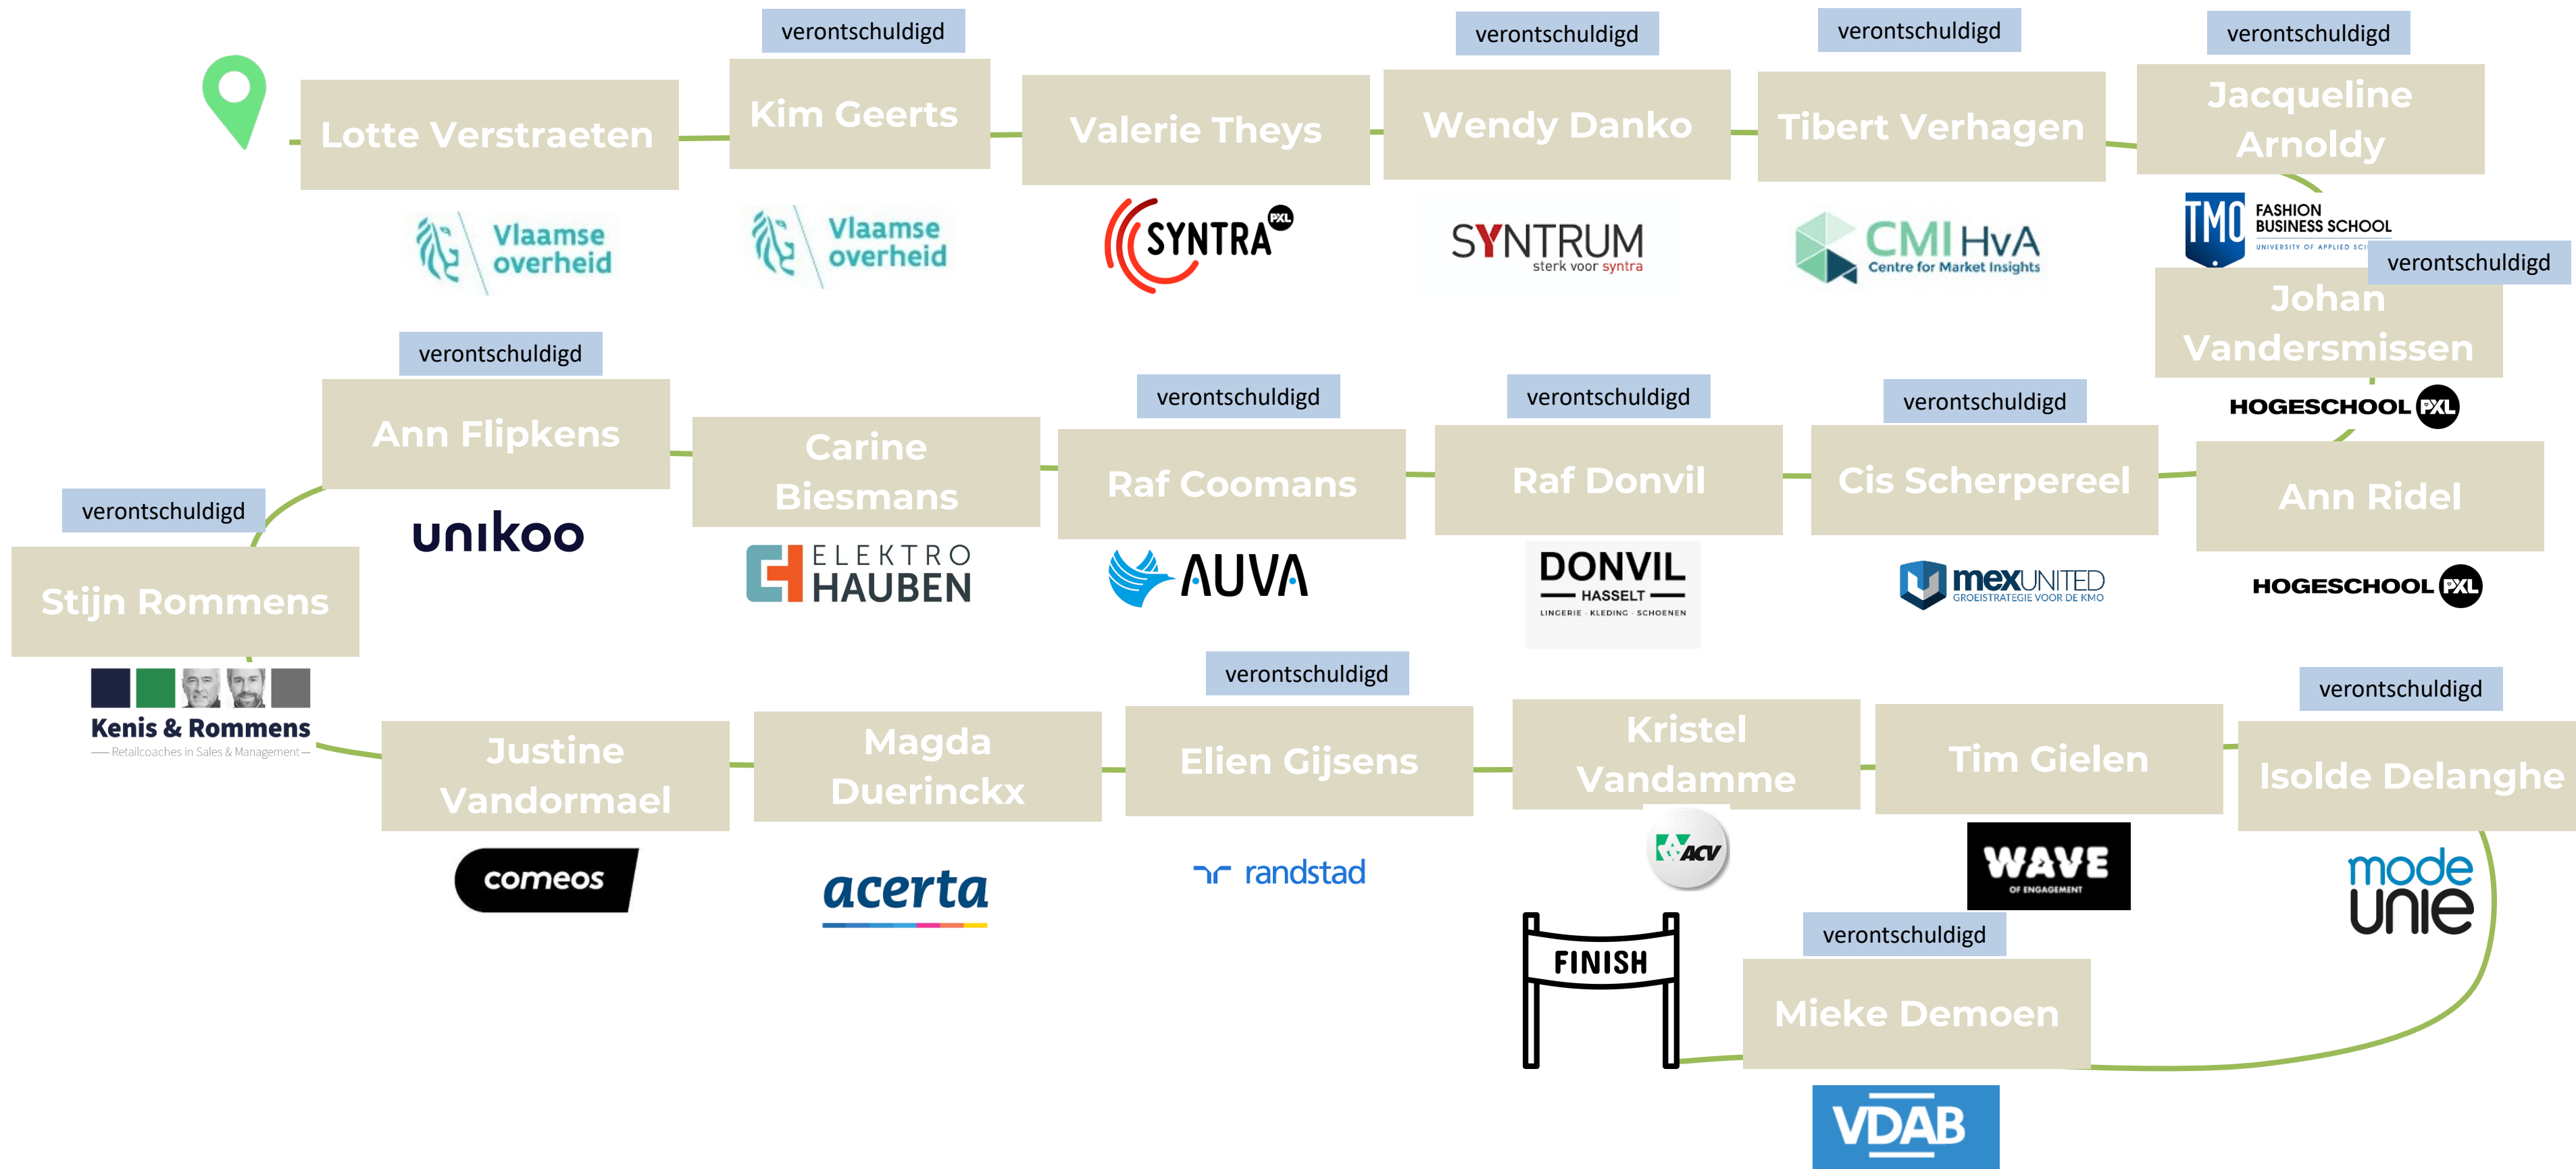 verontschuldigd
Kim Geerts
verontschuldigd
Wendy Danko
verontschuldigd
Tibert Verhagen
verontschuldigd
Jacqueline
Arnoldy
Lotte Verstraeten
Valerie Theys
Vlaamse
overheid
Vlaamse
overheid
SYNTRA PXL
SYNTRUM
sterk voor syntra
CMI HvA
Centre for Market Insights
TMO FASHION
BUSINESS SCHOOL
UNIVERSITY OF APPLIED
verontschuldigd
Johan
Vandersmissen
HOGESCHOOL PXL
Ann Ridel
HOGESCHOOL PXL
verontschuldigd
Cis Scherpereel
mexUNITED
GROEISTRATEGIE VOOR DE KMO
verontschuldigd
Raf Donvil
DONVIL
HASSELT
LINGERIE · KLEDING · SCHOENEN
verontschuldigd
Raf Coomans
AUVA
Carine
Biesmans
ELEKTRO
HAUBEN
verontschuldigd
Ann Flipkens
unikoo
verontschuldigd
Stijn Rommens
Kenis & Rommens
Retailcoaches in Sales & Management
Justine
Vandormael
comeos
Magda
Duerinckx
acerta
verontschuldigd
Elien Gijsens
randstad
Kristel
Vandamme
ACV
Tim Gielen
WAVE
OF ENGAGEMENT
verontschuldigd
Isolde Delanghe
mode
unie
verontschuldigd
Mieke Demoen
VDAB
FINISH